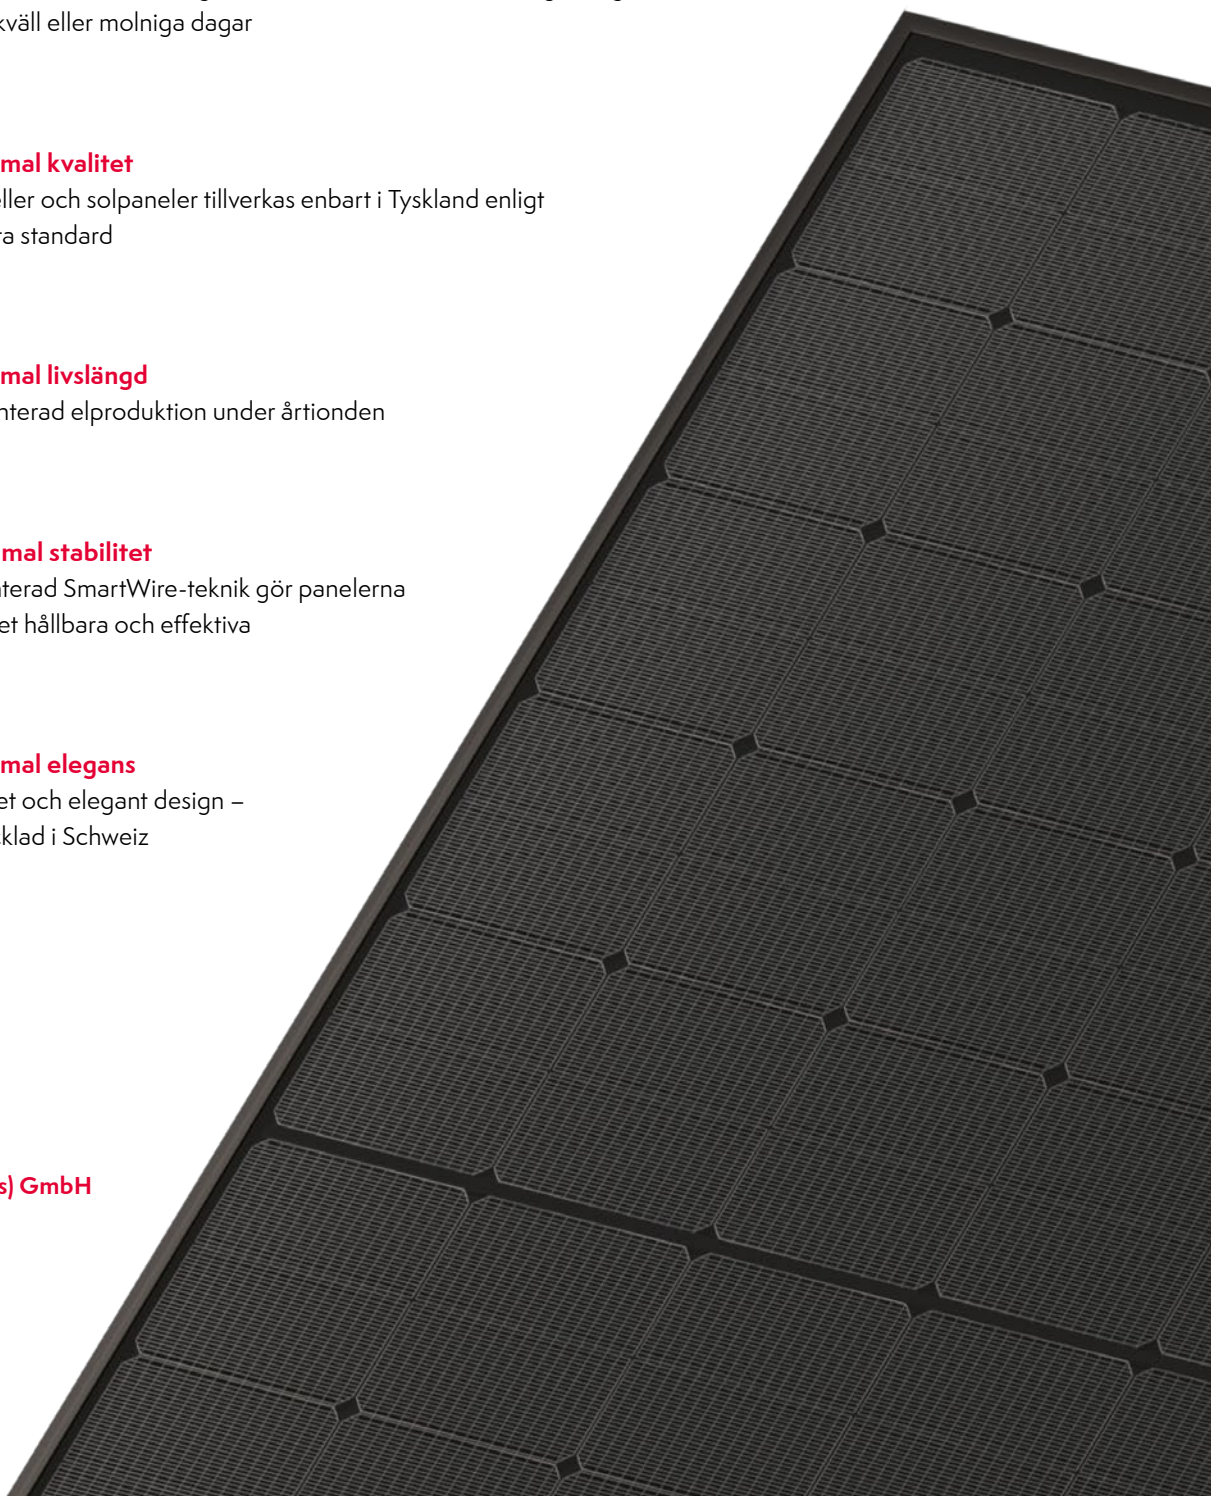 kväll eller molniga dagar
mal kvalitet
eller och solpaneler tillverkas enbart i Tyskland enligt
ra standard
mal livslängd
nterad elproduktion under årtionden
mal stabilitet
nterad SmartWire-teknik gör panelerna
et hållbara och effektiva
mal elegans
et och elegant design –
cklad i Schweiz
s) GmbH